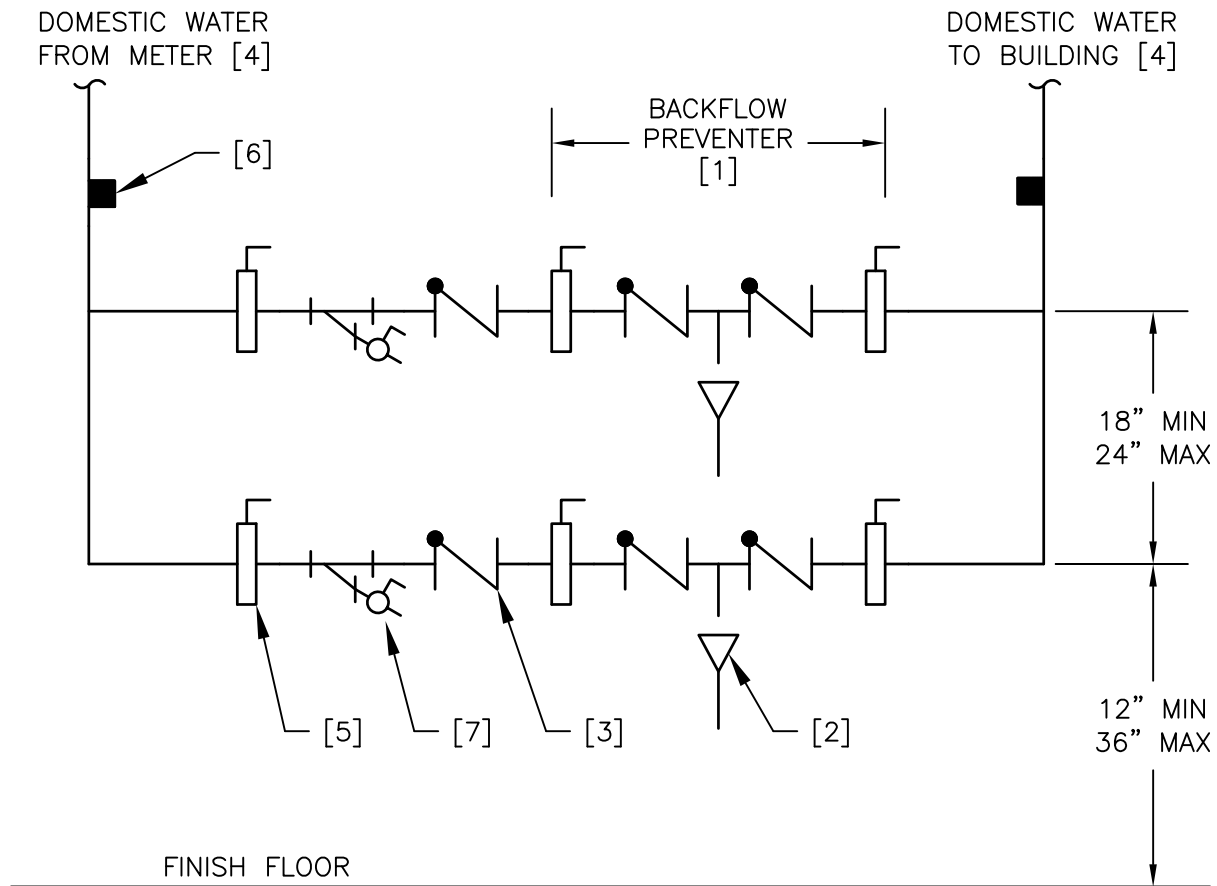 DOMESTIC WATER
FROM METER [4]
DOMESTIC WATER
TO BUILDING [4]
BACKFLOW
PREVENTER
[1]
[6]
18” MIN
24” MAX
[5]
[7]
[3]
[2]
12” MIN
36” MAX
FINISH FLOOR